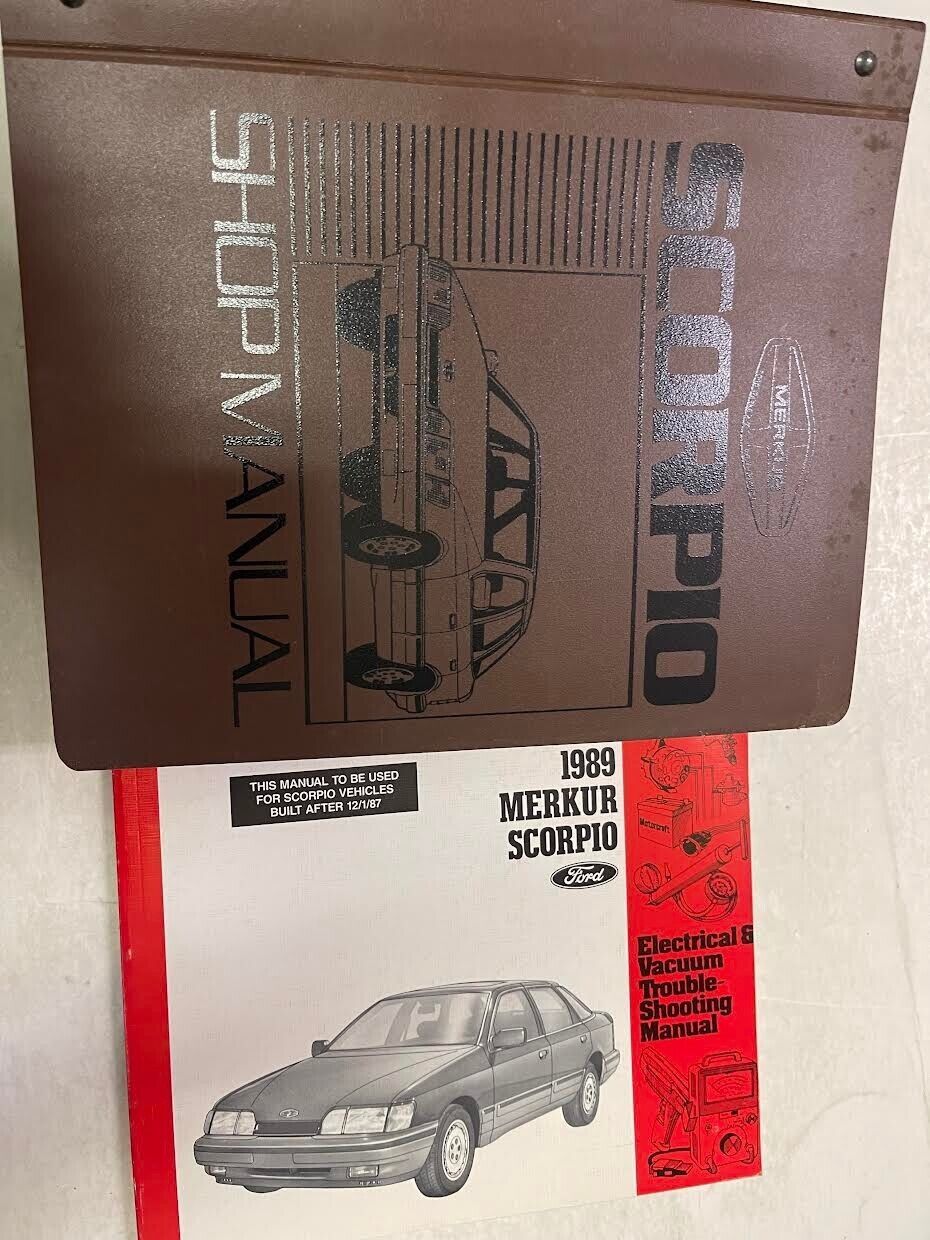 MERKUR
SCORPIO
SHOP MANUAL
THIS MANUAL TO BE USED
FOR SCORPIO VEHICLES
BUILT AFTER 12/1/87
1989
MERKUR
SCORPIO
Ford
Motorcraft
Electrical &
Vacuum
Trouble-
Shooting
Manual